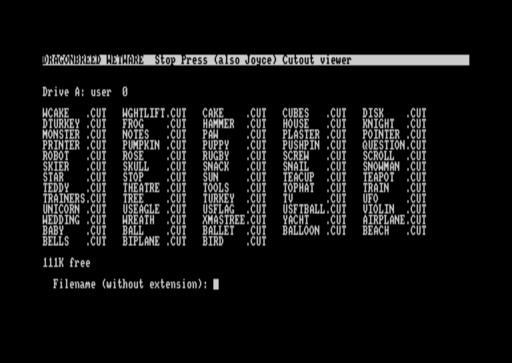 DRAGONBREED WETWARE  Stop Press (also Joyce) Cutout viewer
Drive A: user  0
WCAKE   .CUT  WGHTLIFT.CUT  CAKE    .CUT  CUBES   .CUT  DISK    .CUT
DTURKEY .CUT  FROG    .CUT  HAMMER  .CUT  HOUSE   .CUT  KNIGHT  .CUT
MONSTER .CUT  NOTES   .CUT  PAW     .CUT  PLASTER .CUT  POINTER .CUT
PRINTER .CUT  PUMPKIN .CUT  PUPPY   .CUT  PUSHPIN .CUT  QUESTION.CUT
ROBOT   .CUT  ROSE    .CUT  RUGBY   .CUT  SCREW   .CUT  SCROLL  .CUT
SKIER   .CUT  SKULL   .CUT  SNACK   .CUT  SNAIL   .CUT  SNOWMAN .CUT
STAR    .CUT  STOP    .CUT  SUN     .CUT  TEACUP  .CUT  TEAPOT  .CUT
TEDDY   .CUT  THEATRE .CUT  TOOLS   .CUT  TOPHAT  .CUT  TRAIN   .CUT
TRAINERS.CUT  TREE    .CUT  TURKEY  .CUT  TV      .CUT  UFO     .CUT
UNICORN .CUT  USEAGLE .CUT  USFLAG  .CUT  USFTBALL.CUT  VIOLIN  .CUT
WEDDING .CUT  WREATH  .CUT  XMASTREE.CUT  YACHT   .CUT  AIRPLANE.CUT
BABY    .CUT  BALL    .CUT  BALLET  .CUT  BALLOON .CUT  BEACH   .CUT
BELLS   .CUT  BIPLANE .CUT  BIRD    .CUT
111K free
Filename (without extension):